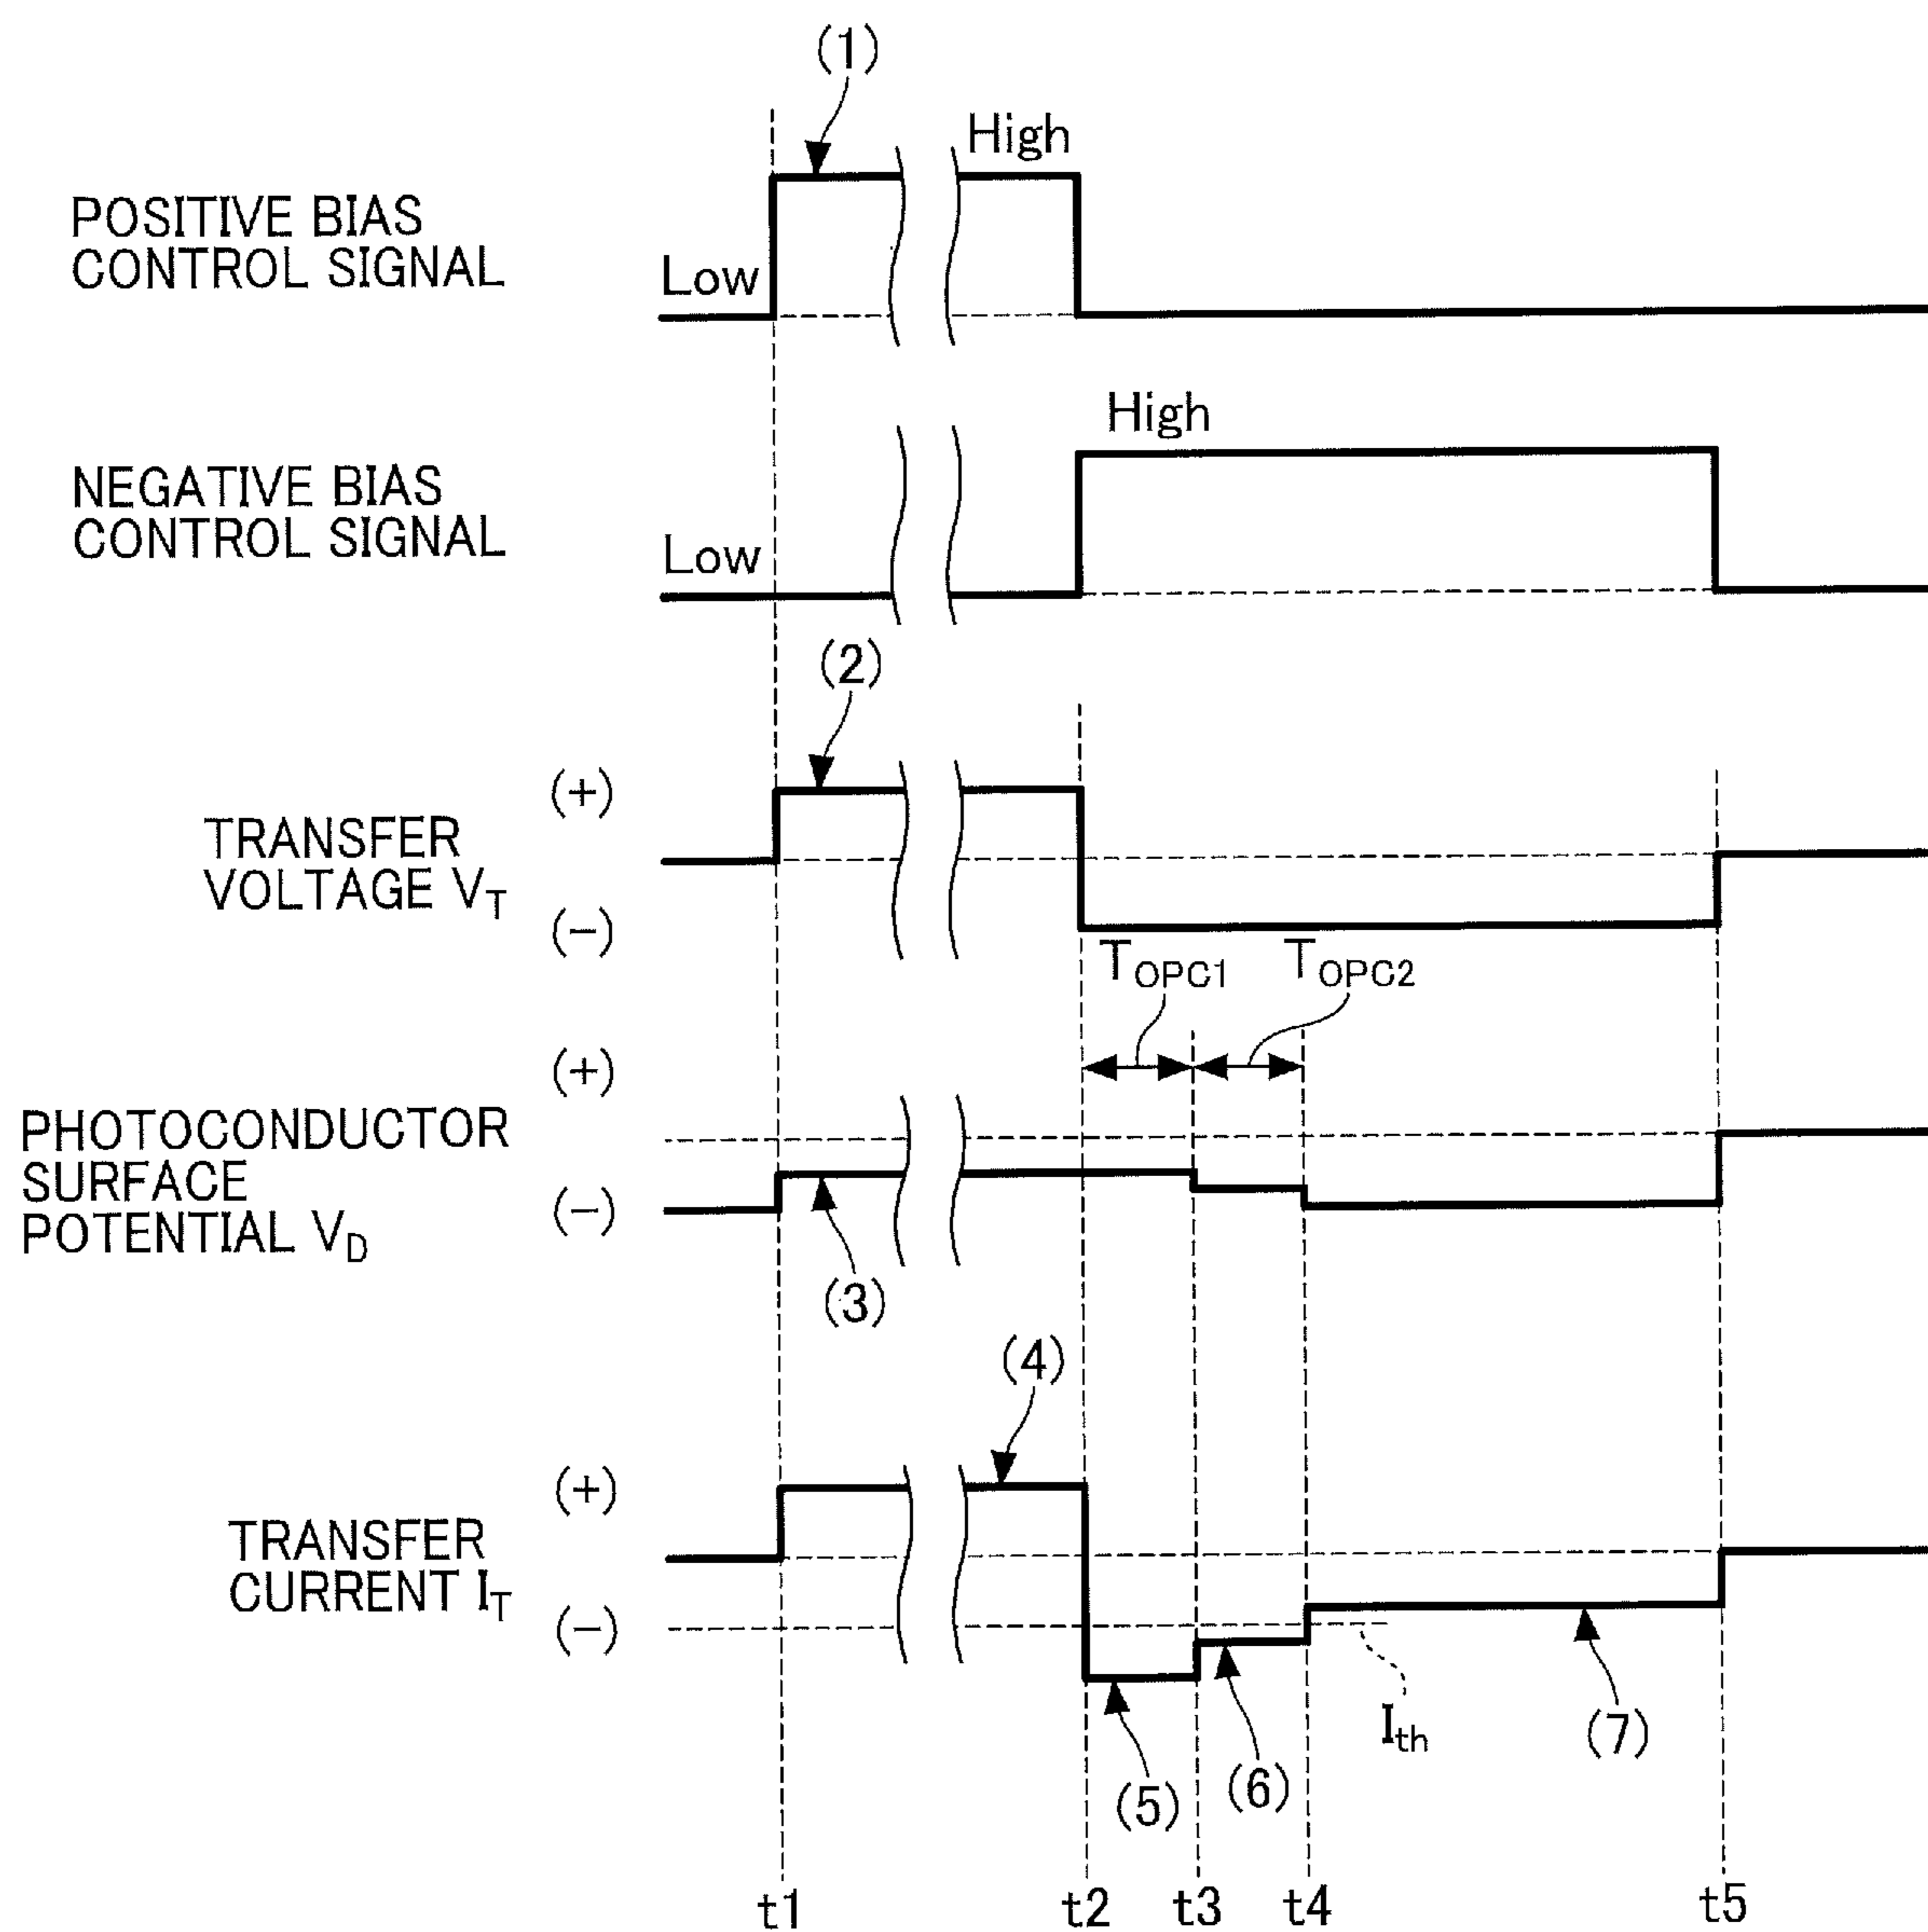 (1)
High
POSITIVE BIAS
CONTROL SIGNAL
Low
High
NEGATIVE BIAS
CONTROL SIGNAL
Low
(2)
(+)
TRANSFER
VOLTAGE V_T
(-)
T_OPC1
T_OPC2
(+)
PHOTOCONDUCTOR
SURFACE
POTENTIAL V_D
(-)
(3)
(4)
(+)
TRANSFER
CURRENT I_T
(-)
I_th
(7)
(5)
(6)
t1
t2
t3
t4
t5